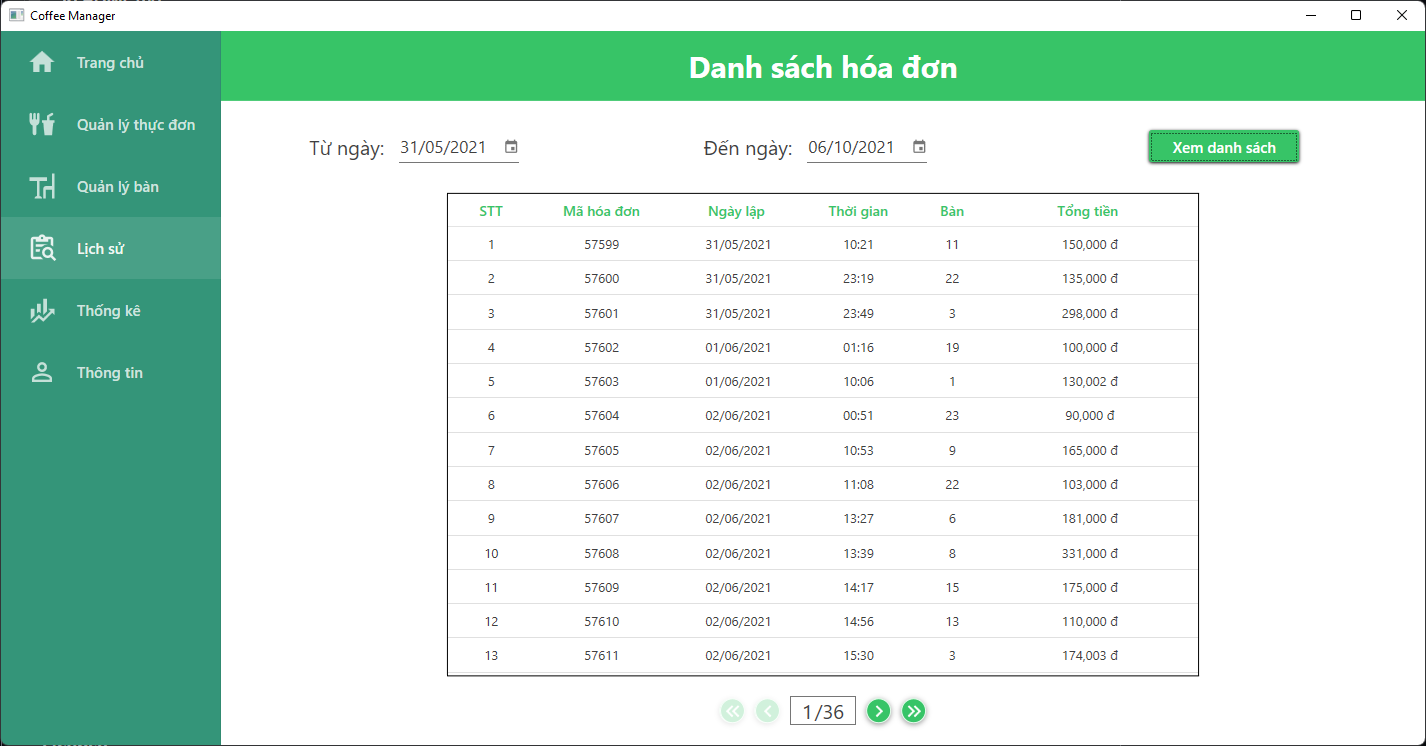 Coffee Manager
Trang chủ
Quản lý thực đơn
Quản lý bàn
Lịch sử
Thống kê
Thông tin
Danh sách hóa đơn
Từ ngày: 31/05/2021 Đến ngày: 06/10/2021 Xem danh sách
STT Mã hóa đơn Ngày lập Thời gian Bàn Tổng tiền
1 57599 31/05/2021 10:21 11 150,000 đ
2 57600 31/05/2021 23:19 22 135,000 đ
3 57601 31/05/2021 23:49 3 298,000 đ
4 57602 01/06/2021 01:16 19 100,000 đ
5 57603 01/06/2021 10:06 1 130,002 đ
6 57604 02/06/2021 00:51 23 90,000 đ
7 57605 02/06/2021 10:53 9 165,000 đ
8 57606 02/06/2021 11:08 22 103,000 đ
9 57607 02/06/2021 13:27 6 181,000 đ
10 57608 02/06/2021 13:39 8 331,000 đ
11 57609 02/06/2021 14:17 15 175,000 đ
12 57610 02/06/2021 14:56 13 110,000 đ
13 57611 02/06/2021 15:30 3 174,003 đ
1/36